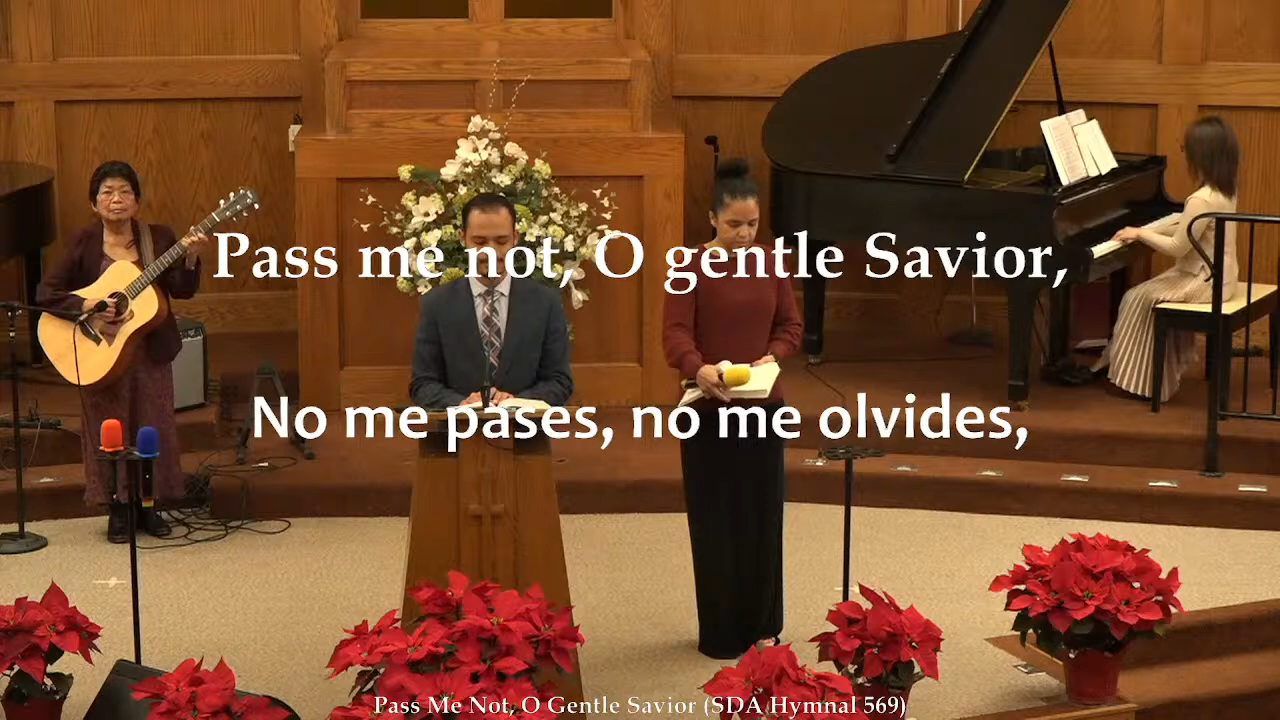 Pass me not, O gentle Savior,
No me pases, no me olvides,
Pass Me Not, O Gentle Savior (SDA Hymnal 569)